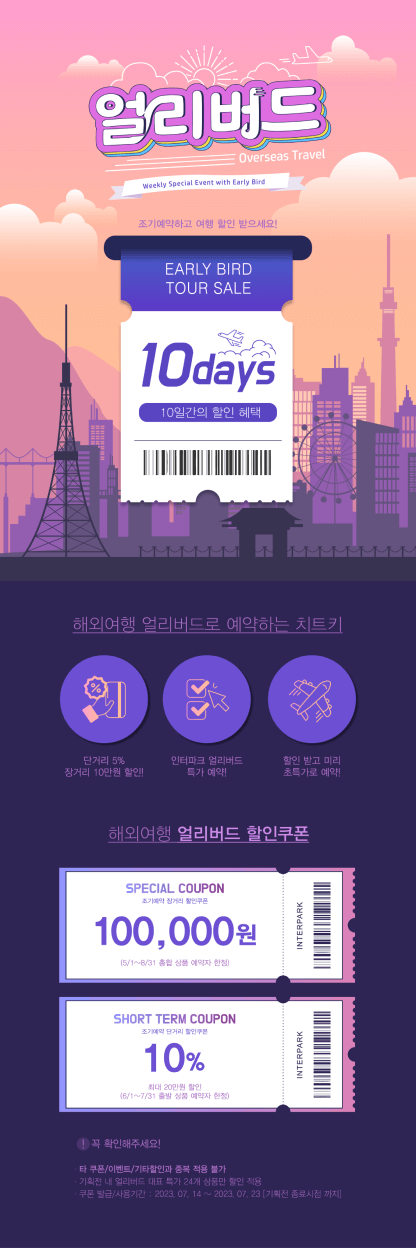 얼리버드
Overseas Travel
Weekly Special Event with Early Bird
조기예약하고 여행 할인 받으세요!
EARLY BIRD
TOUR SALE
10days
10일간의 할인 혜택
해외여행 얼리버드로 예약하는 치트키
%
단거리 5%
장거리 10만원 할인!
인터파크 얼리버드
특가 예약!
할인 받고 미리
초특가로 예약!
해외여행 얼리버드 할인쿠폰
SPECIAL COUPON
조기예약 장거리 할인쿠폰
100,000원
(5/1~8/31 출발 상품 예약자 한정)
INTERPARK
SHORT TERM COUPON
조기예약 단거리 할인쿠폰
10%
최대 20만원 할인
(6/1~7/31 출발 상품 예약자 한정)
INTERPARK
! 꼭 확인해주세요!
타 쿠폰/이벤트/기타할인과 중복 적용 불가
· 기획전 내 얼리버드 대표 특가 24개 상품만 할인 적용
· 쿠폰 발급/사용기간 : 2023. 07. 14 ~ 2023. 07. 23 [기획전 종료시점 까지]